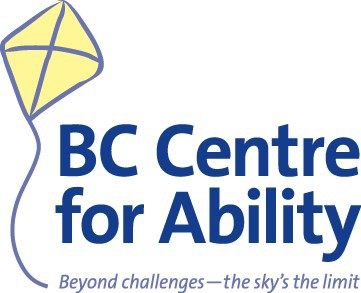 BC Centre
for Ability
Beyond challenges—the sky's the limit